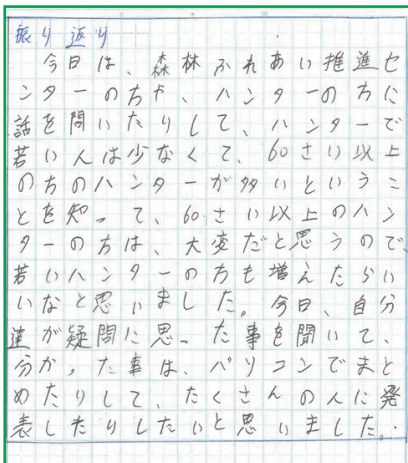 振り返り
今日は、森林ふれあい推進セ
ンターの方や、ハンターの方に
話を問いたりして、ハンターで
若い人は少なくて、60さい以上
の方のハンターが多いというこ
とを知って、60さい以上のハン
ターの方は、大変だと思うので、
若いハンターの方も増えたらい
いなと思いました。今日、自分
達が疑問に思った事を聞いて、
分かった事は、パソコンでまと
めたりして、たくさんの人に発
表したりしたいと思いました。